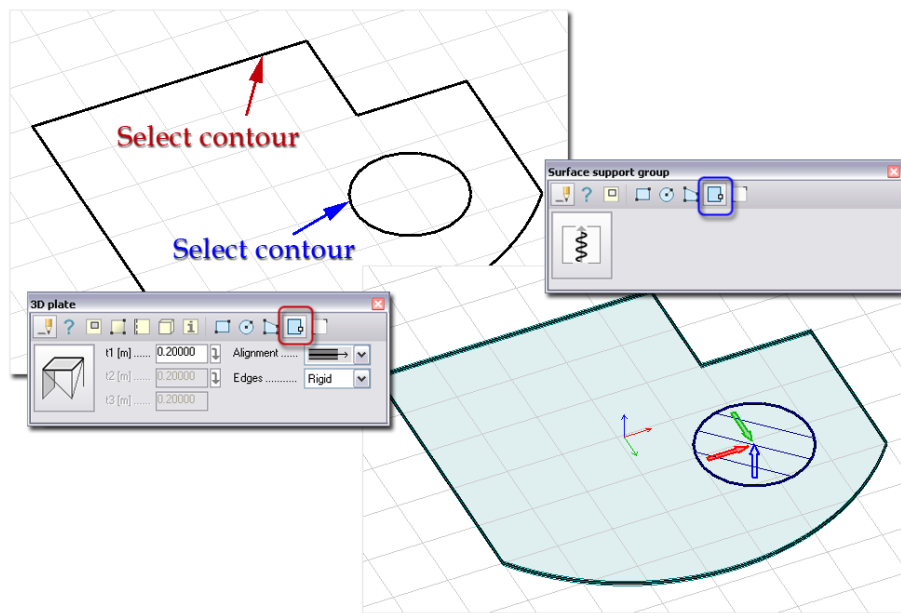 Select contour
Surface support group
?
Select contour
3D plate
? i
t1 [m] ...... 0.20000 Alignment .....
t2 [m] ...... 0.20000 Edges .......... Rigid
t3 [m] ...... 0.20000